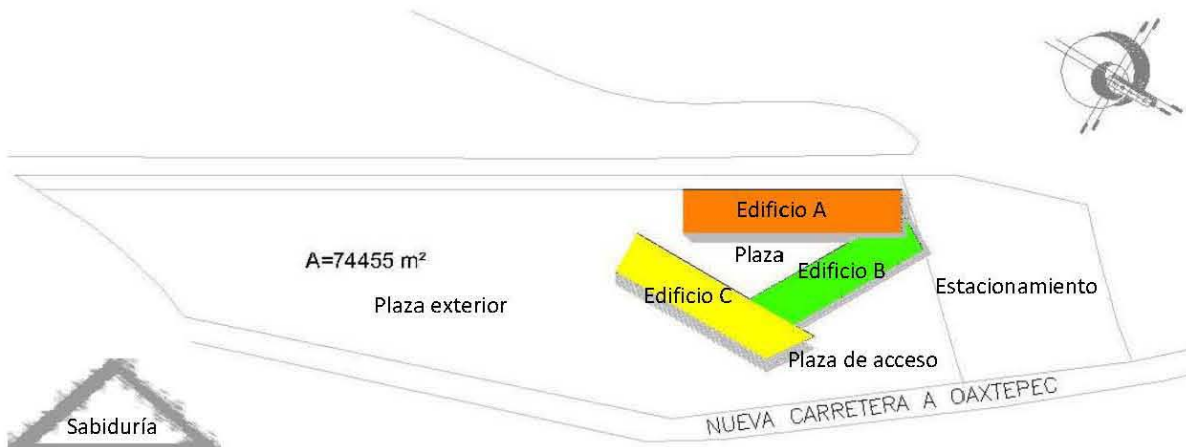 Edificio A
Plaza
A=74455 m²
Edificio B
Edificio C
Estacionamiento
Plaza exterior
Plaza de acceso
NUEVA CARRETERA A OAXTEPEC
Sabiduría